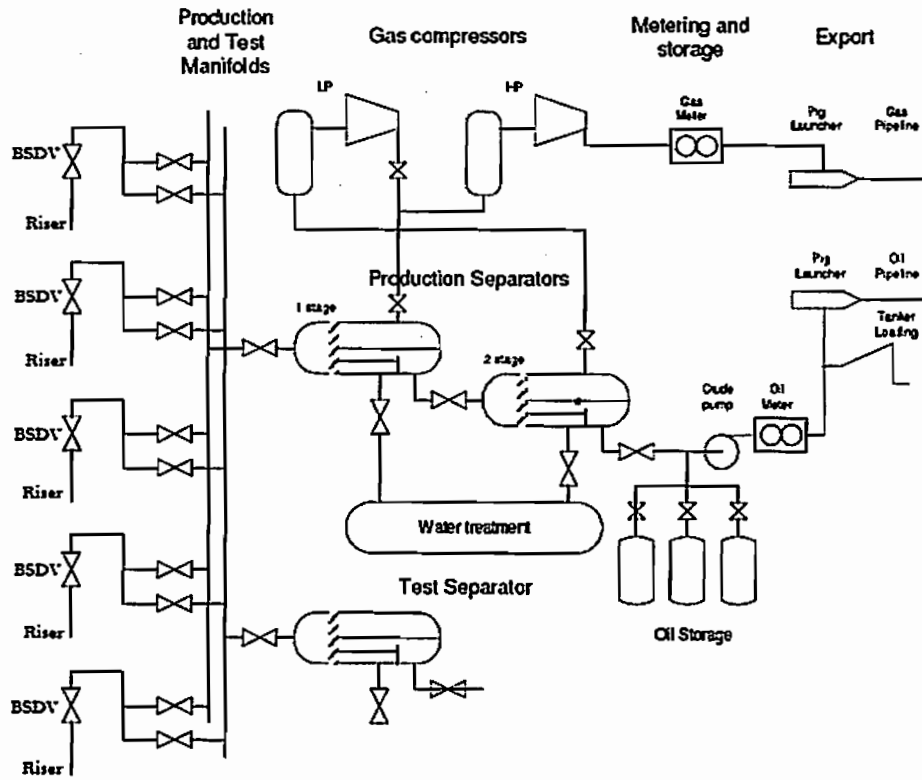 Production
and Test
Manifolds
Gas compressors
Metering and
storage
Export
LP
HP
Gas
Meter
Pig
Launcher
Gas
Pipeline
BSDV
Riser
BSDV
Riser
BSDV
Riser
BSDV
Riser
BSDV
Riser
Production Separators
1 stage
2 stage
Pig
Launcher
Oil
Pipeline
Tanker
Loading
Crude
pump
Oil
Meter
Water treatment
Test Separator
Oil Storage